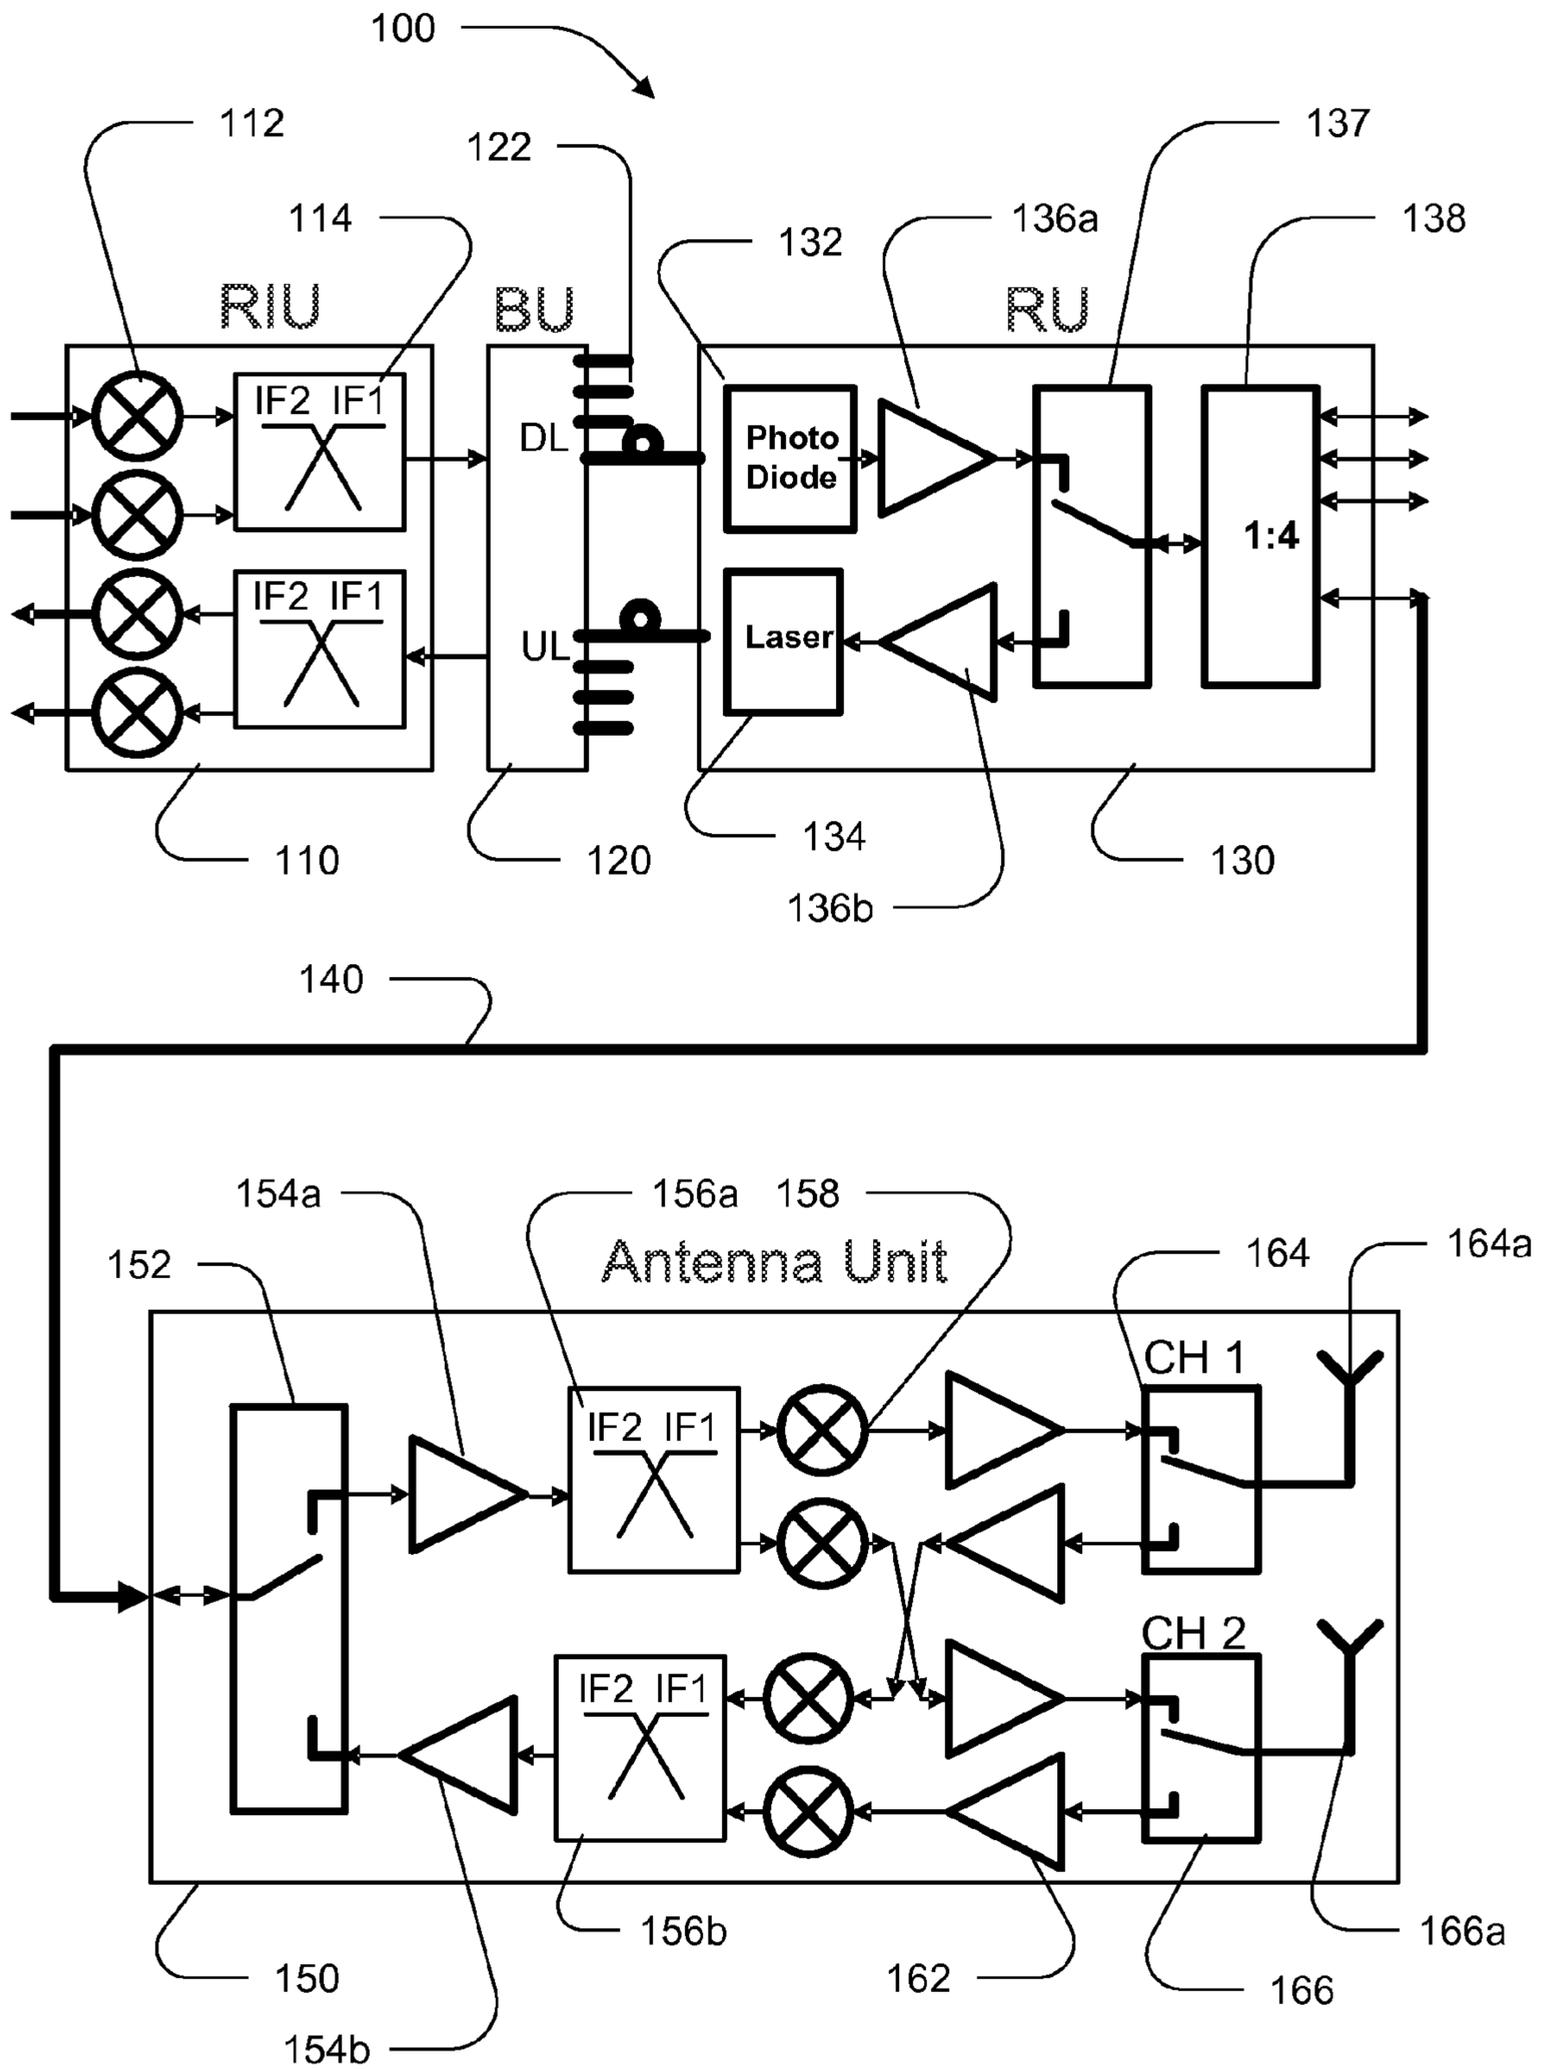 100
112
122
137
114
136a
138
132
RIU
BU
RU
IF2 IF1
DL
Photo
Diode
1:4
IF2 IF1
UL
Laser
134
110
120
130
136b
140
154a
156a
158
164
164a
152
Antenna Unit
CH 1
IF2 IF1
CH 2
IF2 IF1
156b
166a
150
162
166
154b